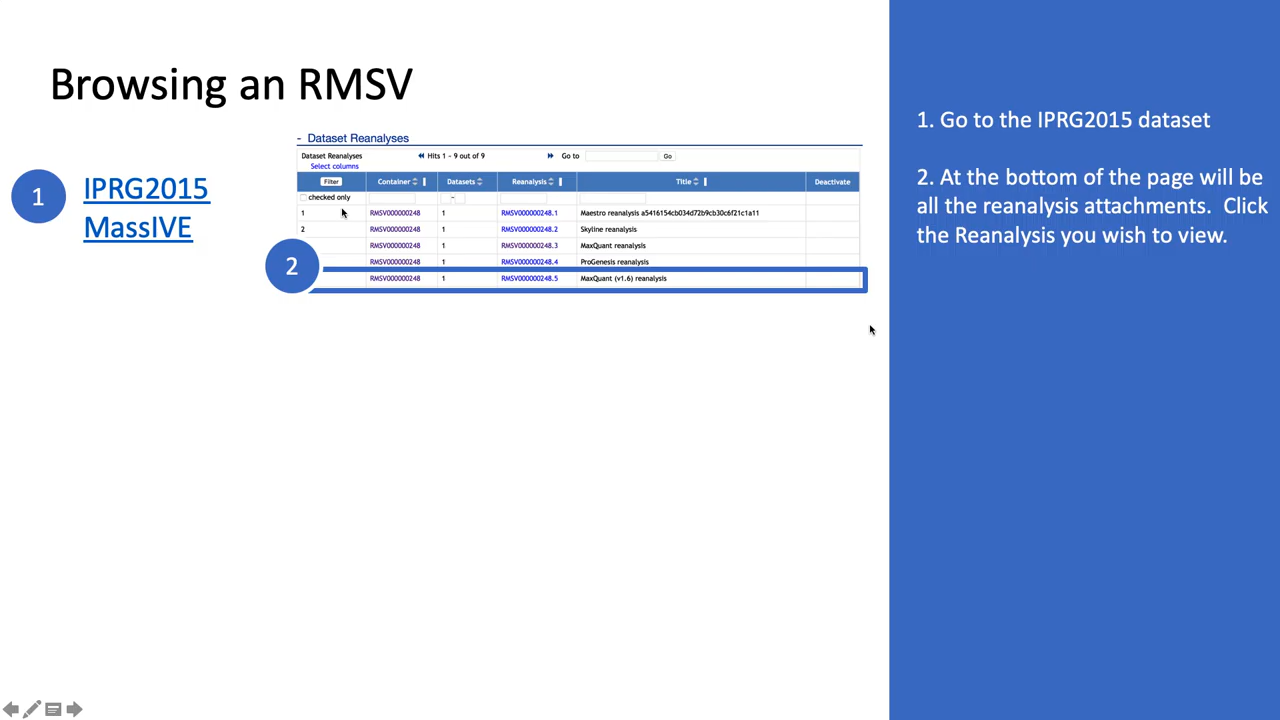 Browsing an RMSV
1
IPRG2015
MassIVE
- Dataset Reanalyses
Dataset Reanalyses Hits 1 - 9 out of 9 Go to Go
Select columns
Filter Container Datasets Reanalysis Title Deactivate
checked only -
1 RMSV000000248 1 RMSV000000248.1 Maestro reanalysis a5416154cb034d72b9cb30c6f21c1a11
2 RMSV000000248 1 RMSV000000248.2 Skyline reanalysis
RMSV000000248 1 RMSV000000248.3 MaxQuant reanalysis
RMSV000000248 1 RMSV000000248.4 ProGenesis reanalysis
RMSV000000248 1 RMSV000000248.5 MaxQuant (v1.6) reanalysis
2
1. Go to the IPRG2015 dataset
2. At the bottom of the page will be
all the reanalysis attachments. Click
the Reanalysis you wish to view.